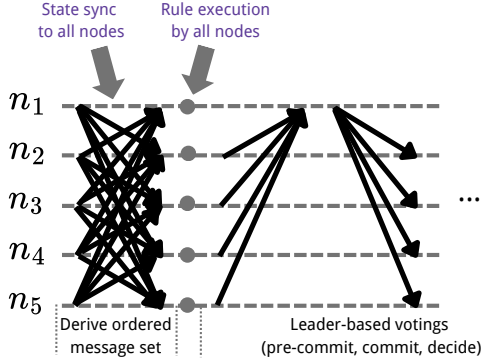 State sync
to all nodes
Rule execution
by all nodes
n1
n2
n3
n4
n5
...
Derive ordered
message set
Leader-based votings
(pre-commit, commit, decide)